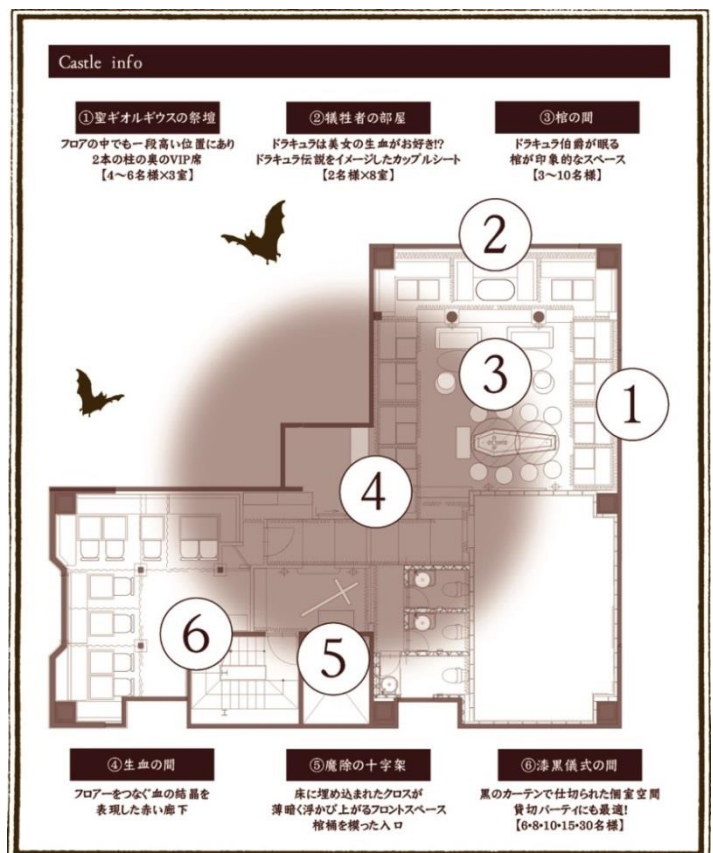 Castle info
①聖ギオルギウスの祭壇
フロアの中でも一段高い位置にあり
2本の柱の奥のVIP席
【4～6名様×3室】
②犠牲者の部屋
ドラキュラは美女の生血がお好き!?
ドラキュラ伝説をイメージしたカップルシート
【2名様×8室】
③棺の間
ドラキュラ伯爵が眠る
棺が印象的なスペース
【3～10名様】
2
3
1
4
6
5
④生血の間
フロアーをつなぐ血の結晶を
表現した赤い廊下
⑤魔除の十字架
床に埋め込まれたクロスが
薄暗く浮かび上がるフロントスペース
棺桶を模った入口
⑥漆黒儀式の間
黒のカーテンで仕切られた個室空間
貸切パーティにも最適!
【6･8･10･15･30名様】